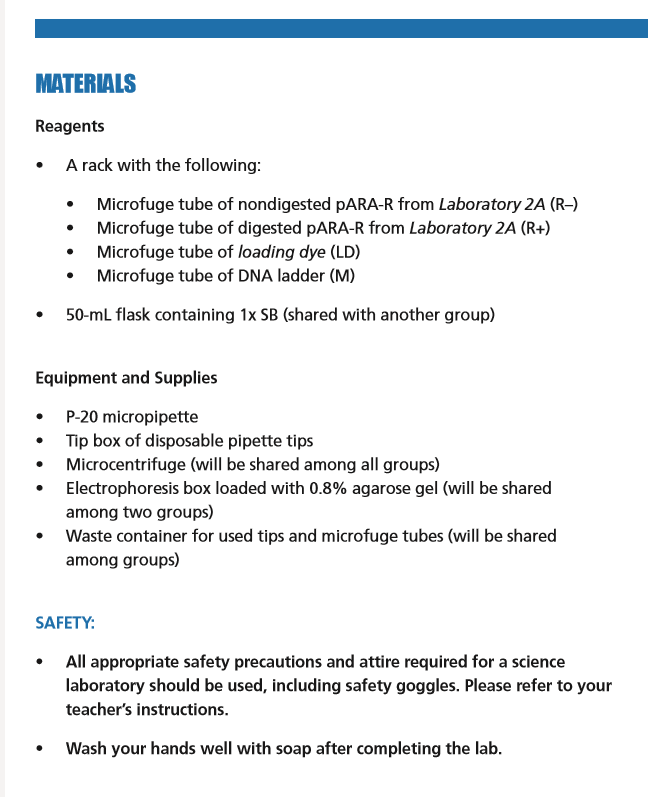 MATERIALS
Reagents
• A rack with the following:
• Microfuge tube of nondigested pARA-R from Laboratory 2A (R–)
• Microfuge tube of digested pARA-R from Laboratory 2A (R+)
• Microfuge tube of loading dye (LD)
• Microfuge tube of DNA ladder (M)
• 50-mL flask containing 1x SB (shared with another group)
Equipment and Supplies
• P-20 micropipette
• Tip box of disposable pipette tips
• Microcentrifuge (will be shared among all groups)
• Electrophoresis box loaded with 0.8% agarose gel (will be shared
among two groups)
• Waste container for used tips and microfuge tubes (will be shared
among groups)
SAFETY:
• All appropriate safety precautions and attire required for a science
laboratory should be used, including safety goggles. Please refer to your
teacher’s instructions.
• Wash your hands well with soap after completing the lab.